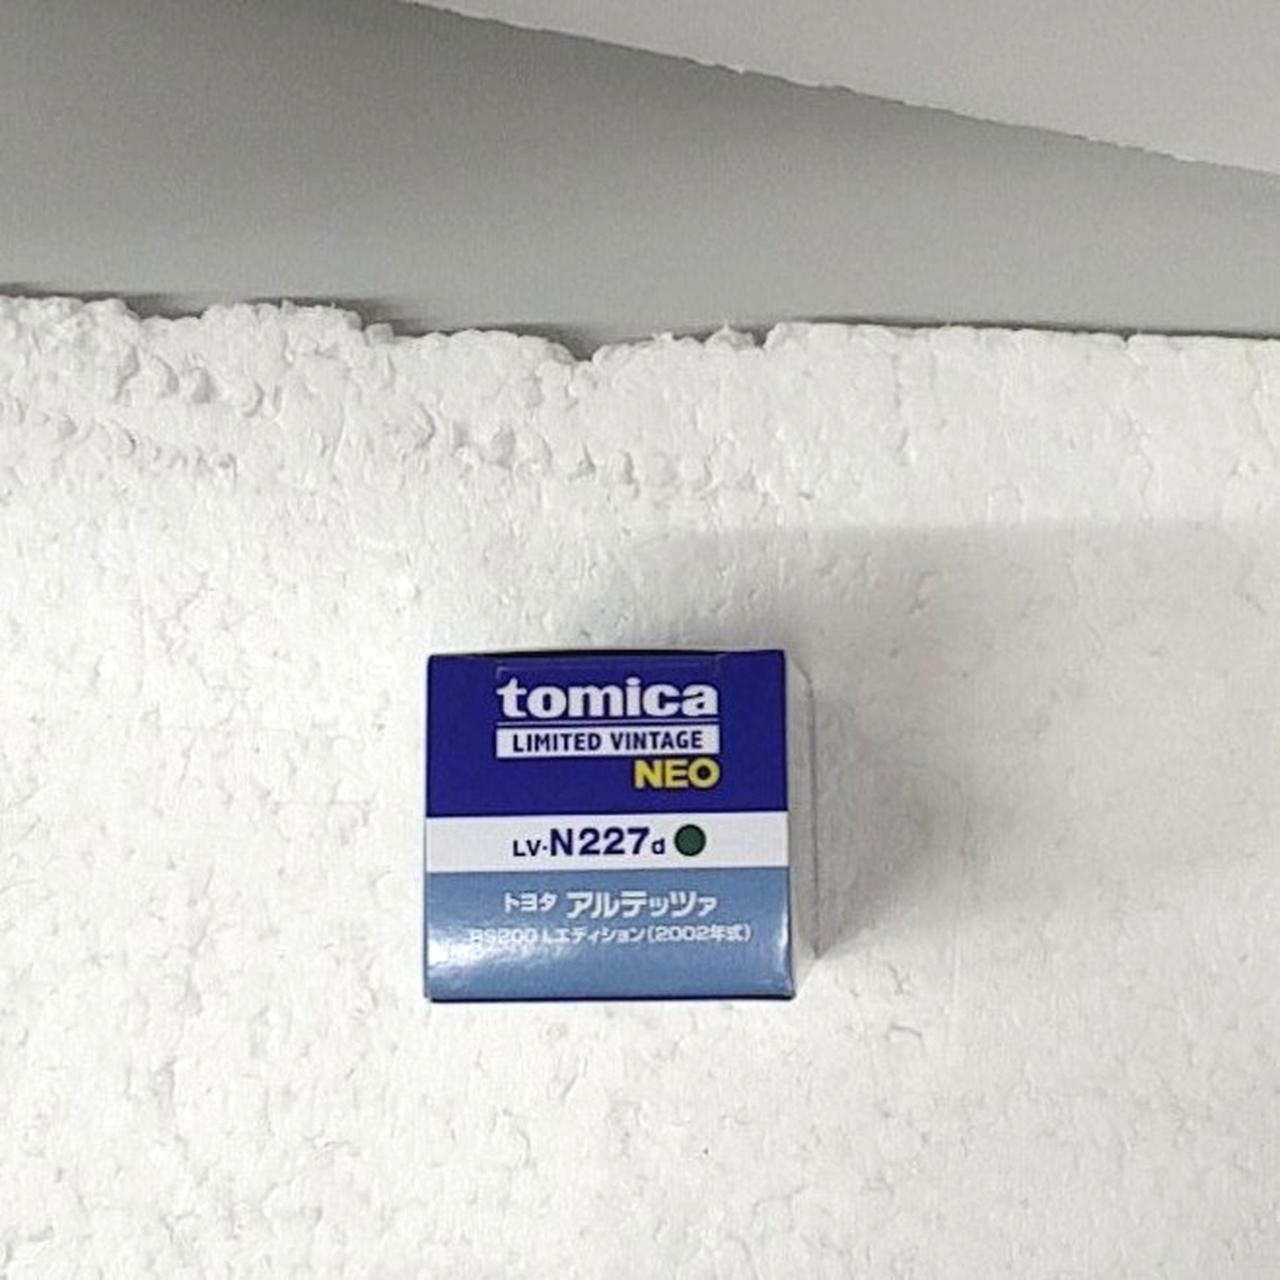 tomica
LIMITED VINTAGE
NEO
LV-N227d
トヨタ アルテッツァ
RS200 Lエディション(2002年式)